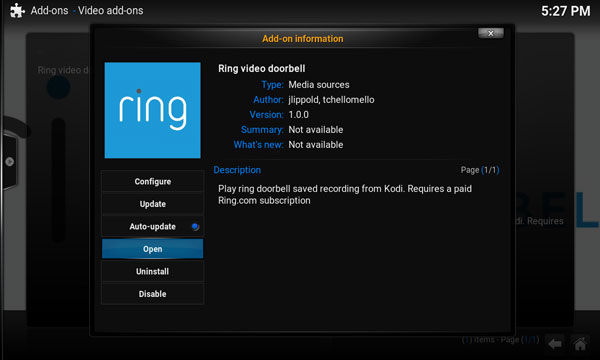 Add-ons - Video add-ons
5:27 PM
Add-on information
x
Ring video d
ring
Ring video doorbell
Type: Media sources
Author: jlippold, tchellomello
Version: 1.0.0
Summary: Not available
What's new: Not available
Description
Page (1/1)
Play ring doorbell saved recording from Kodi. Requires a paid
Ring.com subscription
Configure
Update
Auto-update
Open
Uninstall
Disable
EL
di. Requires
(1) Items - Page (1/1)